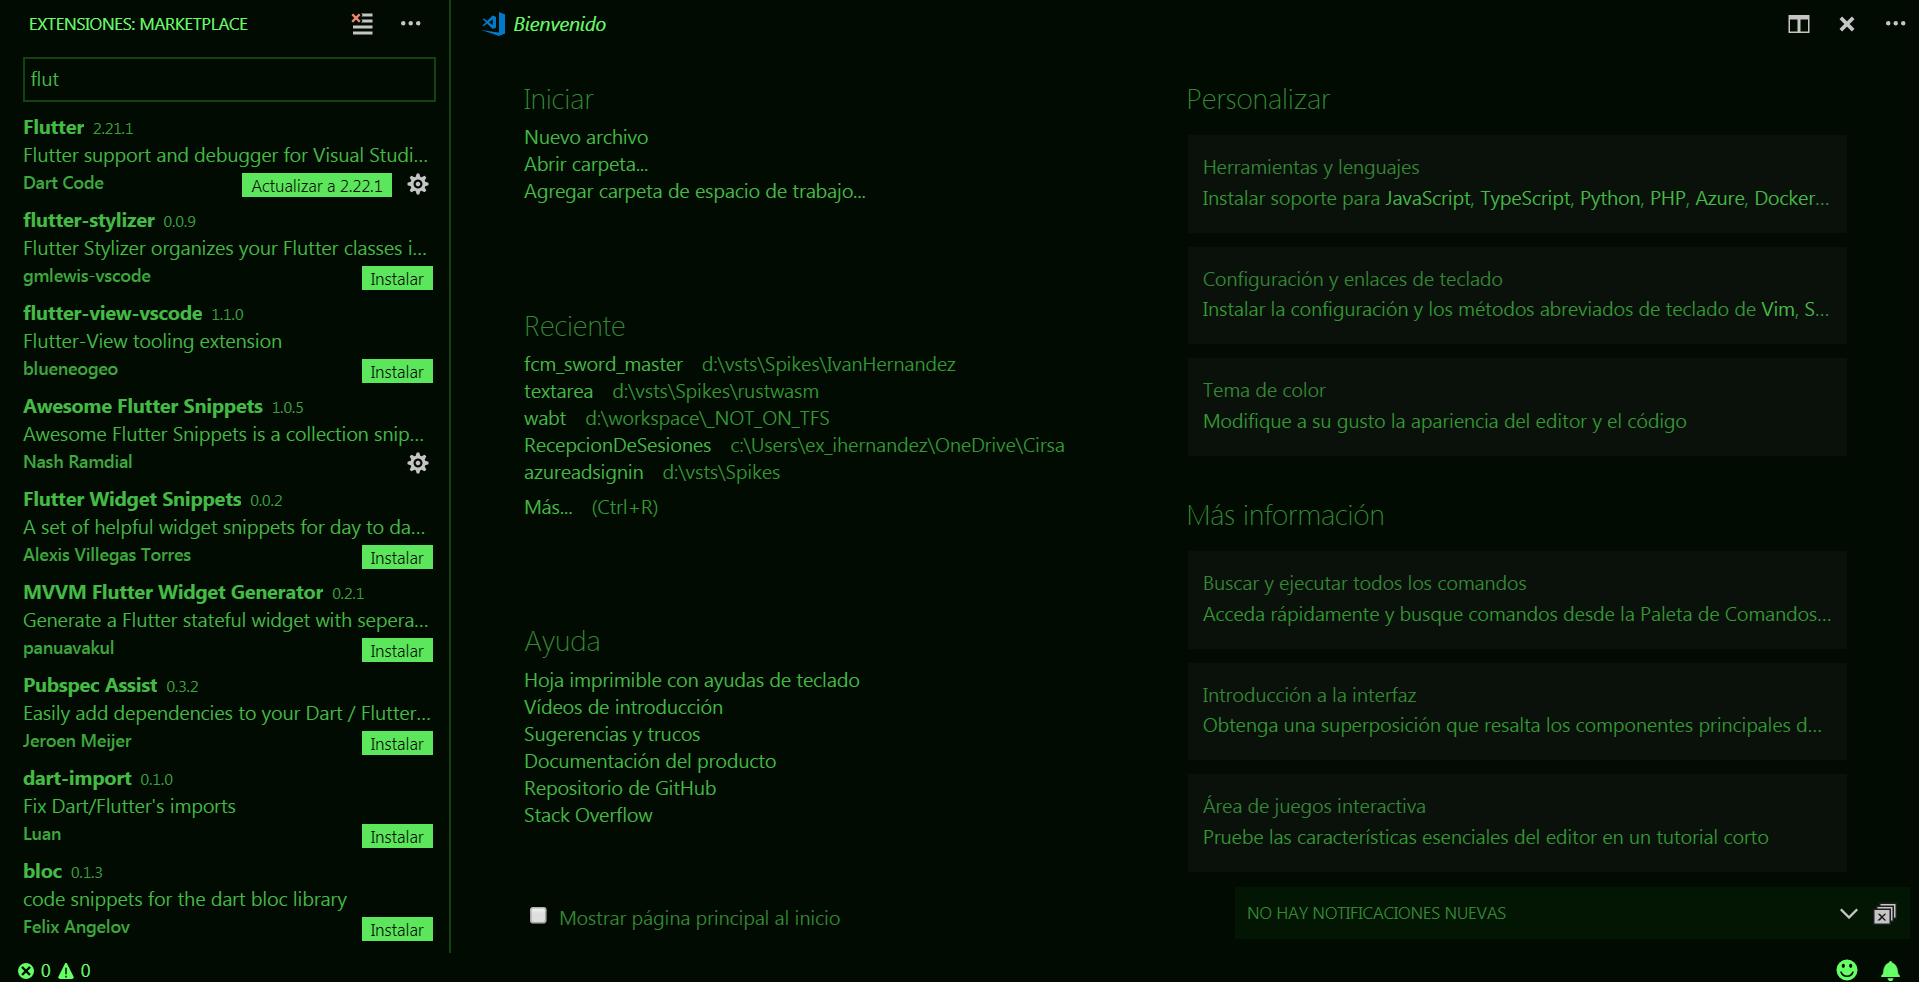 EXTENSIONES: MARKETPLACE
flut
Flutter 2.21.1
Flutter support and debugger for Visual Studi...
Dart Code Actualizar a 2.22.1
flutter-stylizer 0.0.9
Flutter Stylizer organizes your Flutter classes i...
gmlewis-vscode Instalar
flutter-view-vscode 1.1.0
Flutter-View tooling extension
blueneogeo Instalar
Awesome Flutter Snippets 1.0.5
Awesome Flutter Snippets is a collection snip...
Nash Ramdial
Flutter Widget Snippets 0.0.2
A set of helpful widget snippets for day to da...
Alexis Villegas Torres Instalar
MVVM Flutter Widget Generator 0.2.1
Generate a Flutter stateful widget with sepera...
panuavakul Instalar
Pubspec Assist 0.3.2
Easily add dependencies to your Dart / Flutter...
Jeroen Meijer Instalar
dart-import 0.1.0
Fix Dart/Flutter's imports
Luan Instalar
bloc 0.1.3
code snippets for the dart bloc library
Felix Angelov Instalar
Bienvenido
Iniciar
Nuevo archivo
Abrir carpeta...
Agregar carpeta de espacio de trabajo...
Reciente
fcm_sword_master d:\vsts\Spikes\IvanHernandez
textarea d:\vsts\Spikes\rustwasm
wabt d:\workspace\_NOT_ON_TFS
RecepcionDeSesiones c:\Users\ex_ihernandez\OneDrive\Cirsa
azureadsignin d:\vsts\Spikes
Más... (Ctrl+R)
Ayuda
Hoja imprimible con ayudas de teclado
Vídeos de introducción
Sugerencias y trucos
Documentación del producto
Repositorio de GitHub
Stack Overflow
Mostrar página principal al inicio
Personalizar
Herramientas y lenguajes
Instalar soporte para JavaScript, TypeScript, Python, PHP, Azure, Docker...
Configuración y enlaces de teclado
Instalar la configuración y los métodos abreviados de teclado de Vim, S...
Tema de color
Modifique a su gusto la apariencia del editor y el código
Más información
Buscar y ejecutar todos los comandos
Acceda rápidamente y busque comandos desde la Paleta de Comandos...
Introducción a la interfaz
Obtenga una superposición que resalta los componentes principales d...
Área de juegos interactiva
Pruebe las características esenciales del editor en un tutorial corto
NO HAY NOTIFICACIONES NUEVAS
0 0